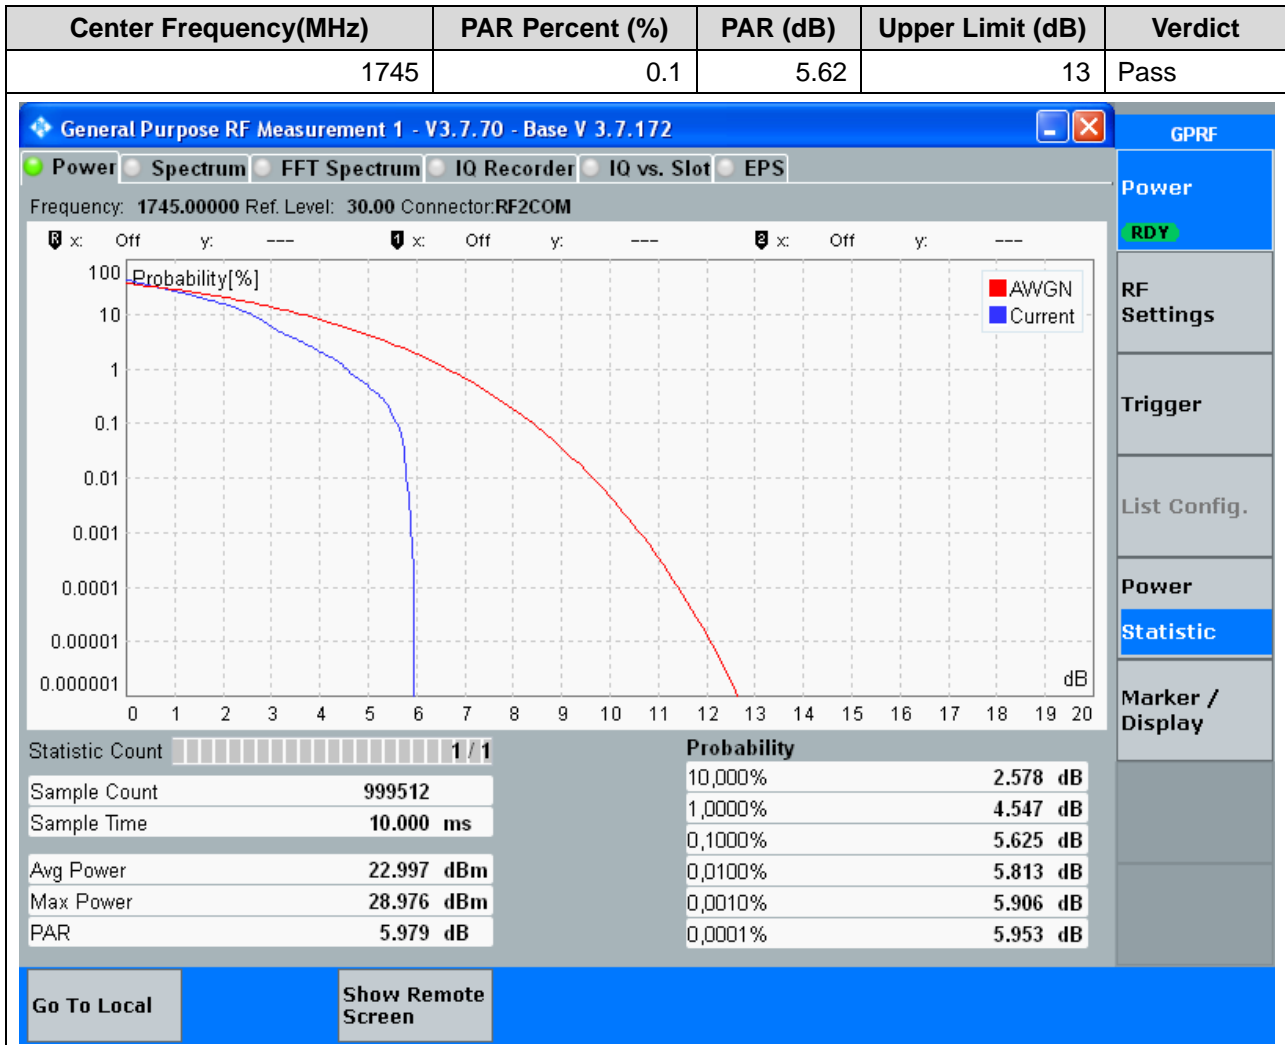 Center Frequency(MHz) PAR Percent (%) PAR (dB) Upper Limit (dB) Verdict
1745 0.1 5.62 13 Pass
General Purpose RF Measurement 1 - V3.7.70 - Base V 3.7.172
GPRF
Power Spectrum FFT Spectrum IQ Recorder IQ vs. Slot EPS
Power
RDY
Frequency: 1745.00000 Ref. Level: 30.00 Connector:RF2COM
R x: Off y: --- 1 x: Off y: --- 2 x: Off y: ---
Probability[%]
AWGN
Current
100
10
1
0.1
0.01
0.001
0.0001
0.00001
0.000001
dB
0 1 2 3 4 5 6 7 8 9 10 11 12 13 14 15 16 17 18 19 20
RF
Settings
Trigger
List Config.
Power
Statistic
Marker /
Display
Statistic Count 1 / 1
Sample Count 999512
Sample Time 10.000 ms
Avg Power 22.997 dBm
Max Power 28.976 dBm
PAR 5.979 dB
Probability
10,000% 2.578 dB
1,0000% 4.547 dB
0,1000% 5.625 dB
0,0100% 5.813 dB
0,0010% 5.906 dB
0,0001% 5.953 dB
Go To Local
Show Remote
Screen